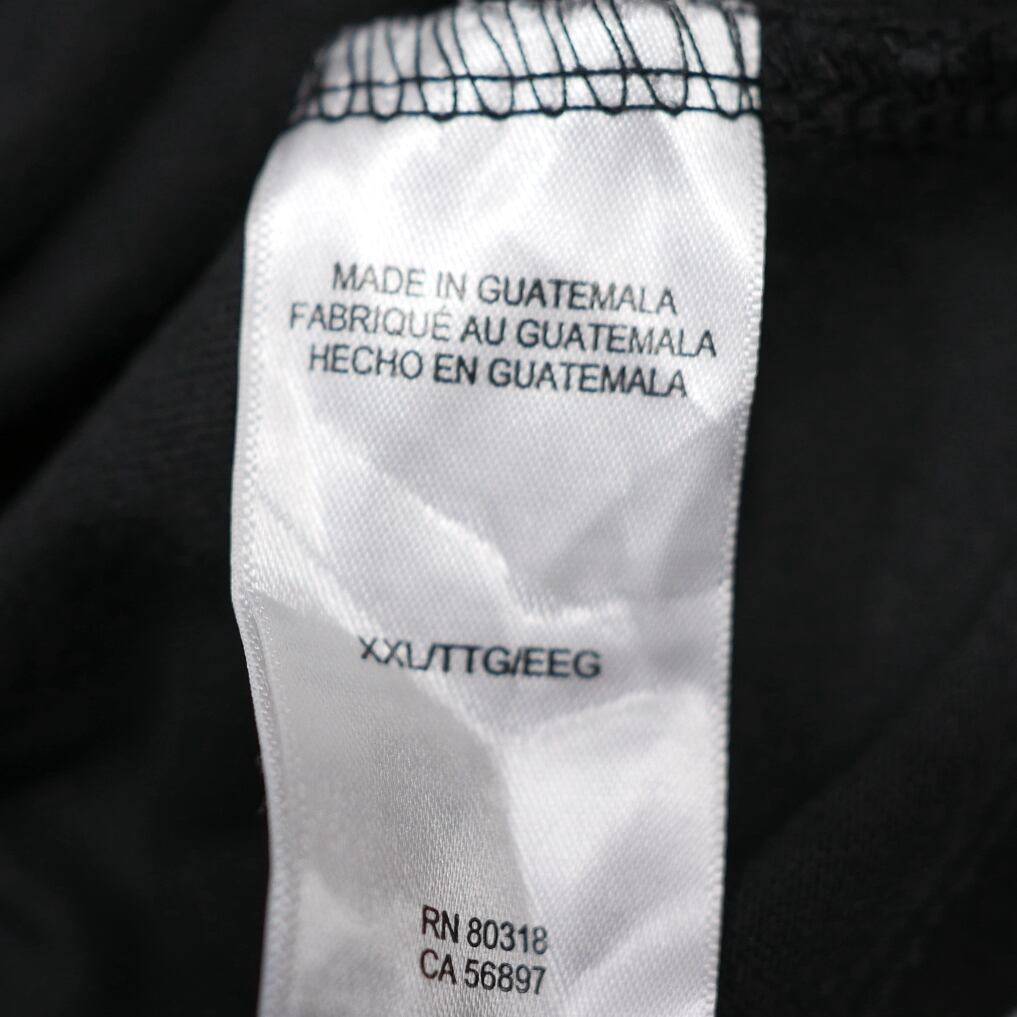 MADE IN GUATEMALA
FABRIQUÉ AU GUATEMALA
HECHO EN GUATEMALA
XXL/TTG/EEG
RN 80318
CA 56897